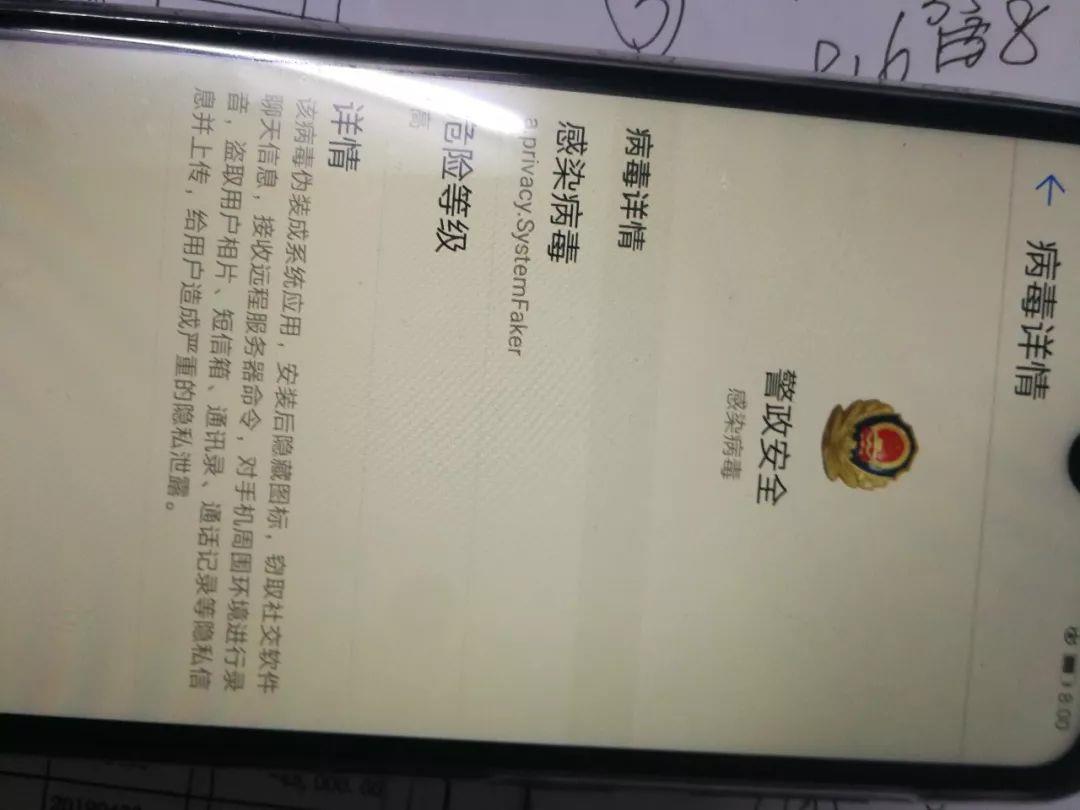 18:00
病毒详情
警政安全
感染病毒
病毒详情
感染病毒
a.privacy.SystemFaker
危险等级
高
详情
该病毒伪装成系统应用，安装后隐藏图标，窃取社交软件
聊天信息，接收远程服务器命令，对手机周围环境进行录
音，盗取用户相片、短信箱、通讯录、通话记录等隐私信
息并上传，给用户造成严重的隐私泄露。